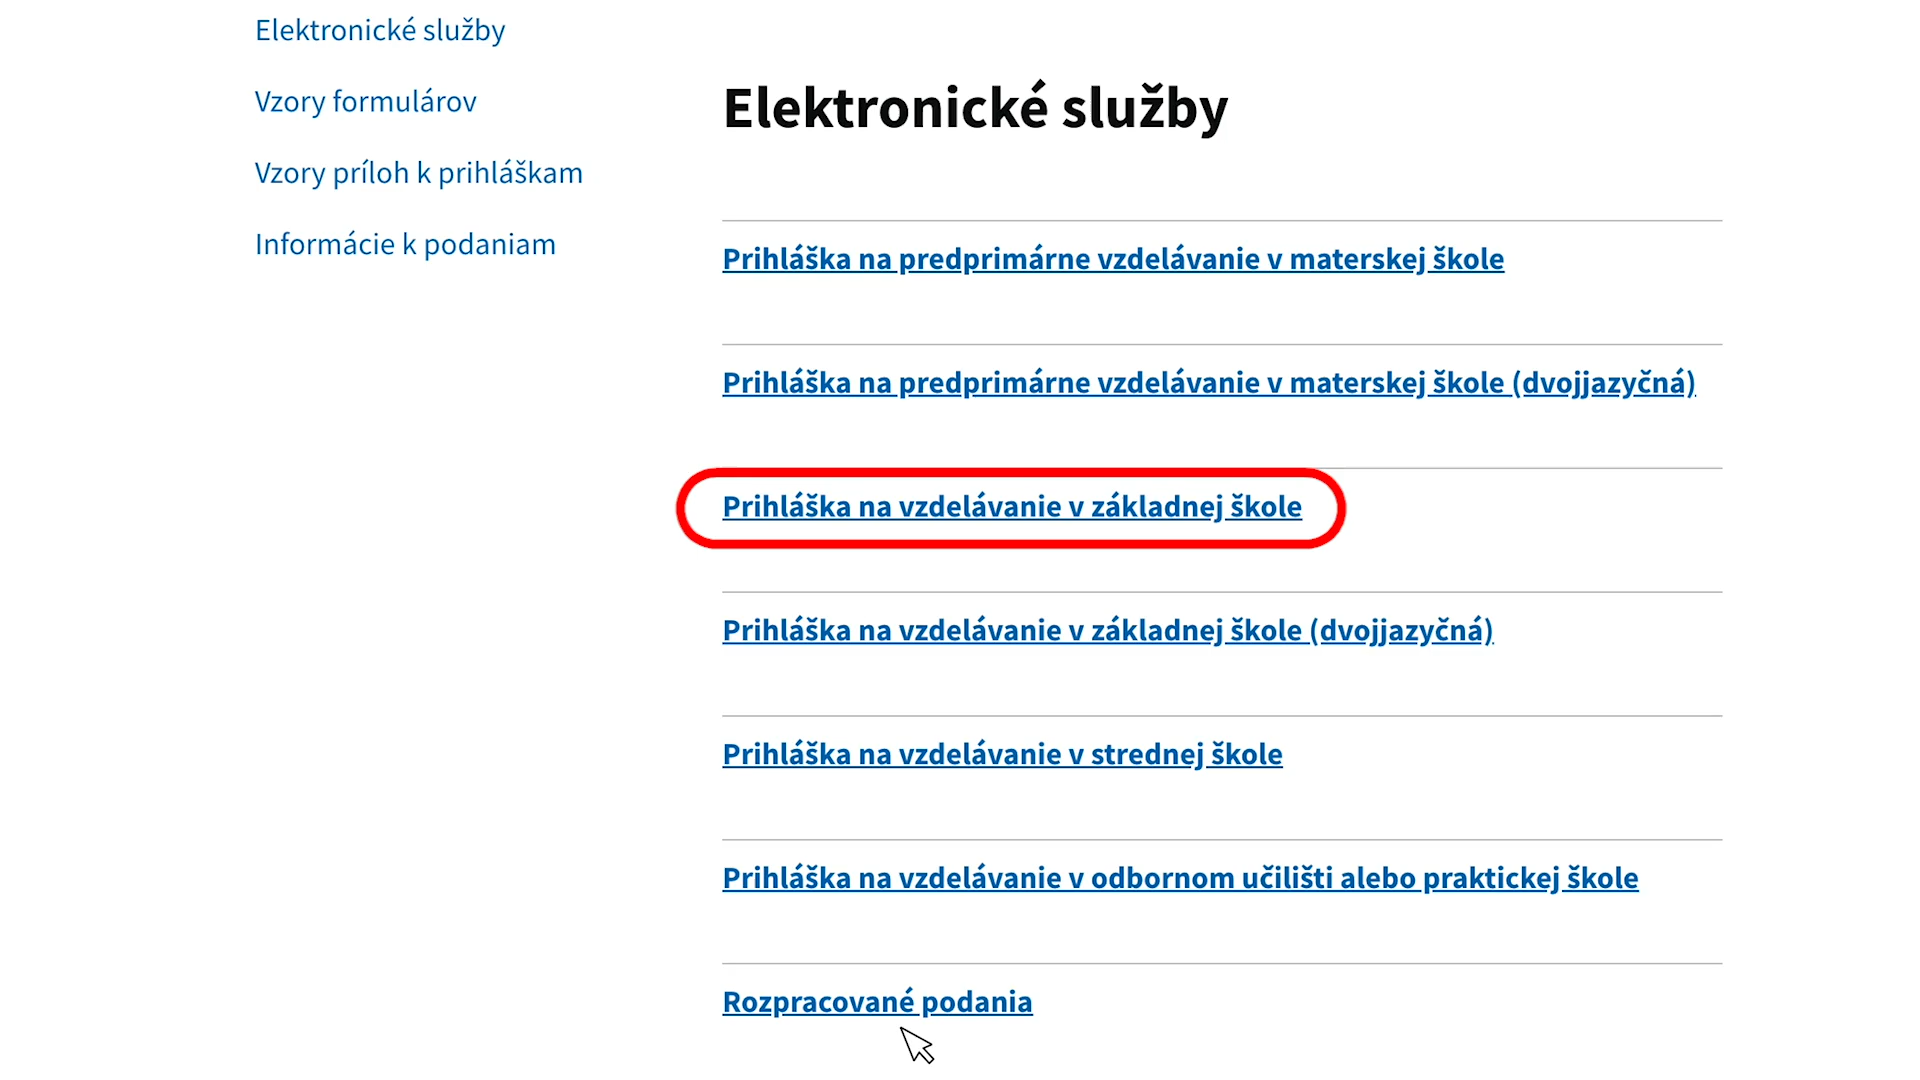 Elektronické služby
Vzory formulárov
Vzory príloh k prihláškam
Informácie k podaniam
Elektronické služby
Prihláška na predprimárne vzdelávanie v materskej škole
Prihláška na predprimárne vzdelávanie v materskej škole (dvojjazyčná)
Prihláška na vzdelávanie v základnej škole
Prihláška na vzdelávanie v základnej škole (dvojjazyčná)
Prihláška na vzdelávanie v strednej škole
Prihláška na vzdelávanie v odbornom učilišti alebo praktickej škole
Rozpracované podania